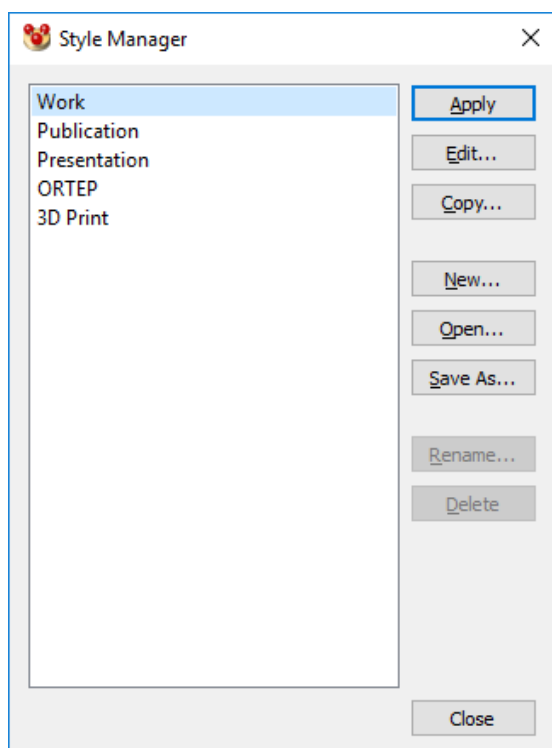 Style Manager
Work
Publication
Presentation
ORTEP
3D Print
Apply
Edit...
Copy...
New...
Open...
Save As...
Rename...
Delete
Close